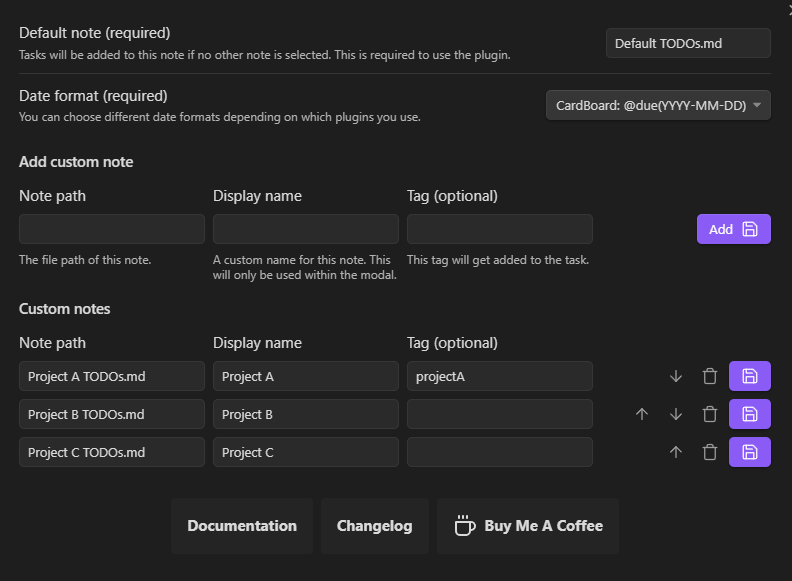 Default note (required)
Tasks will be added to this note if no other note is selected. This is required to use the plugin.
Default TODOs.md
Date format (required)
You can choose different date formats depending on which plugins you use.
CardBoard: @due(YYYY-MM-DD)
Add custom note
Note path Display name Tag (optional)
Add
The file path of this note.
A custom name for this note. This
will only be used within the modal.
This tag will get added to the task.
Custom notes
Note path Display name Tag (optional)
Project A TODOs.md Project A projectA
Project B TODOs.md Project B
Project C TODOs.md Project C
Documentation Changelog Buy Me A Coffee